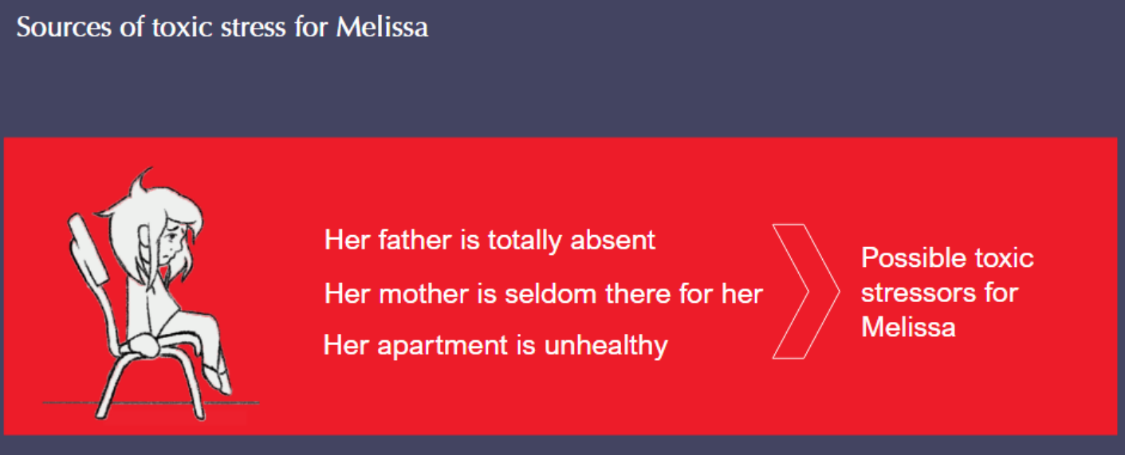 Sources of toxic stress for Melissa
Her father is totally absent
Her mother is seldom there for her
Her apartment is unhealthy
Possible toxic
stressors for
Melissa